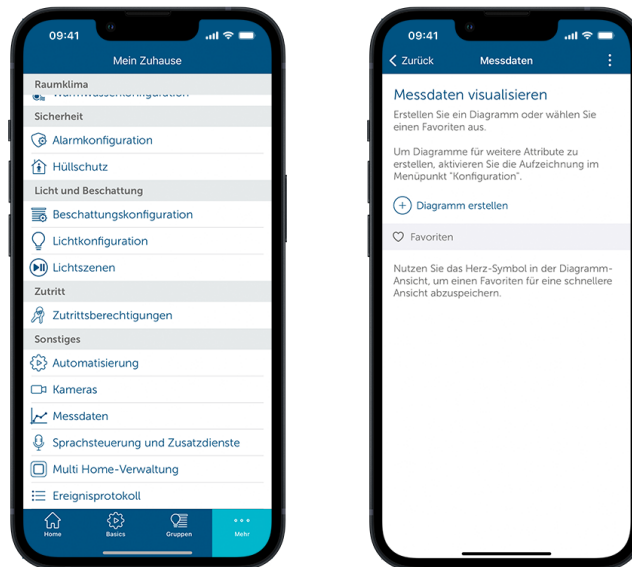 09:41
Mein Zuhause
Raumklima
Warmwasserkonfiguration
Sicherheit
Alarmkonfiguration
Hüllschutz
Licht und Beschattung
Beschattungskonfiguration
Lichtkonfiguration
Lichtszenen
Zutritt
Zutrittsberechtigungen
Sonstiges
Automatisierung
Kameras
Messdaten
Sprachsteuerung und Zusatzdienste
Multi Home-Verwaltung
Ereignisprotokoll
Home Basics Gruppen Mehr
09:41
Zurück Messdaten
Messdaten visualisieren
Erstellen Sie ein Diagramm oder wählen Sie
einen Favoriten aus.
Um Diagramme für weitere Attribute zu
erstellen, aktivieren Sie die Aufzeichnung im
Menüpunkt "Konfiguration".
Diagramm erstellen
Favoriten
Nutzen Sie das Herz-Symbol in der Diagramm-
Ansicht, um einen Favoriten für eine schnellere
Ansicht abzuspeichern.